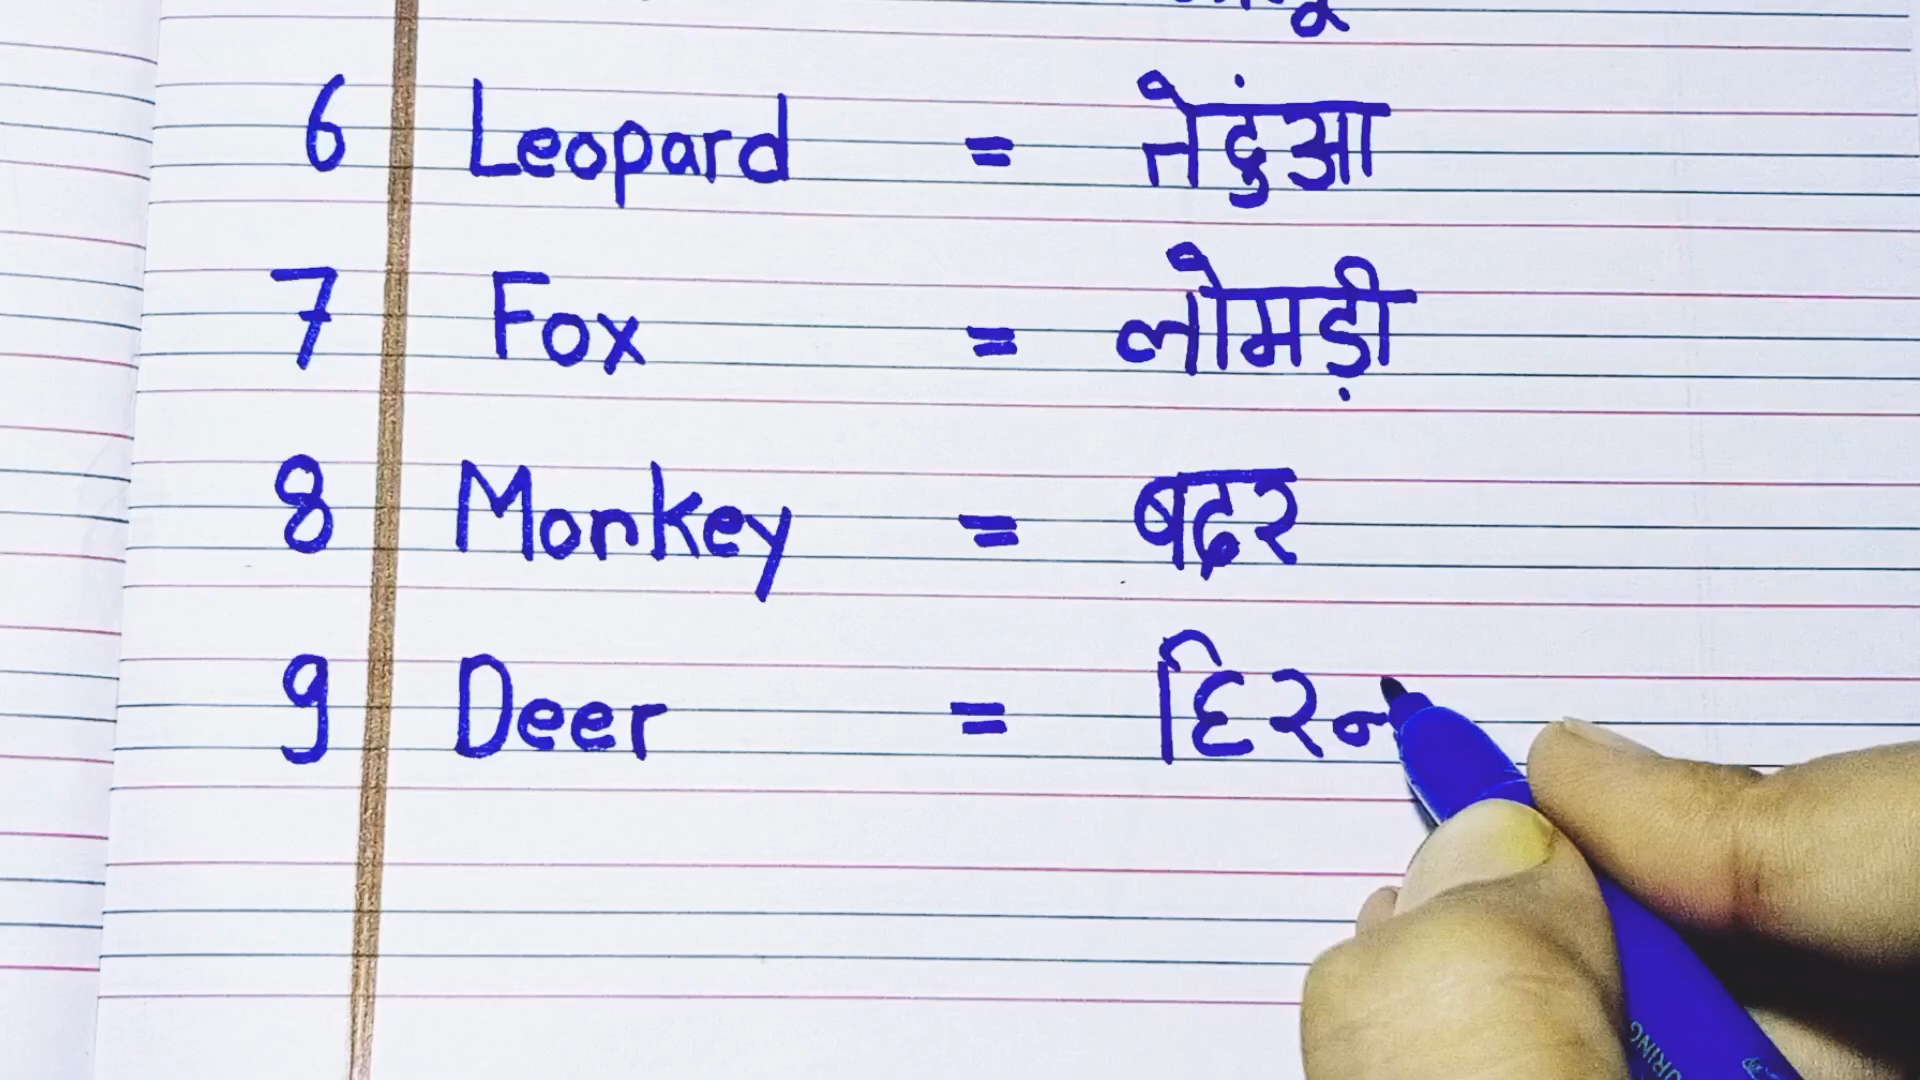 6 Leopard = तेदुंआ
7 Fox = लोमड़ी
8 Monkey = बदर
9 Deer = हिरन